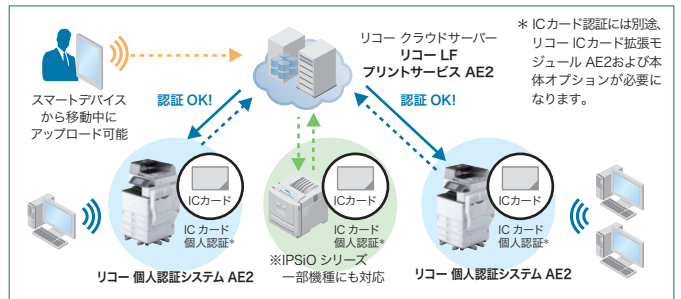 リコー クラウドサーバー
リコー LF
プリントサービス AE2
＊ ICカード認証には別途、
リコー ICカード拡張モ
ジュール AE2および本
体オプションが必要に
なります。
スマートデバイス
から移動中に
アップロード可能
認証 OK!
認証 OK!
ICカード
IC カード
個人認証＊
リコー 個人認証システム AE2
ICカード
IC カード
個人認証＊
※IPSiO シリーズ
一部機種にも対応
ICカード
IC カード
個人認証＊
リコー 個人認証システム AE2